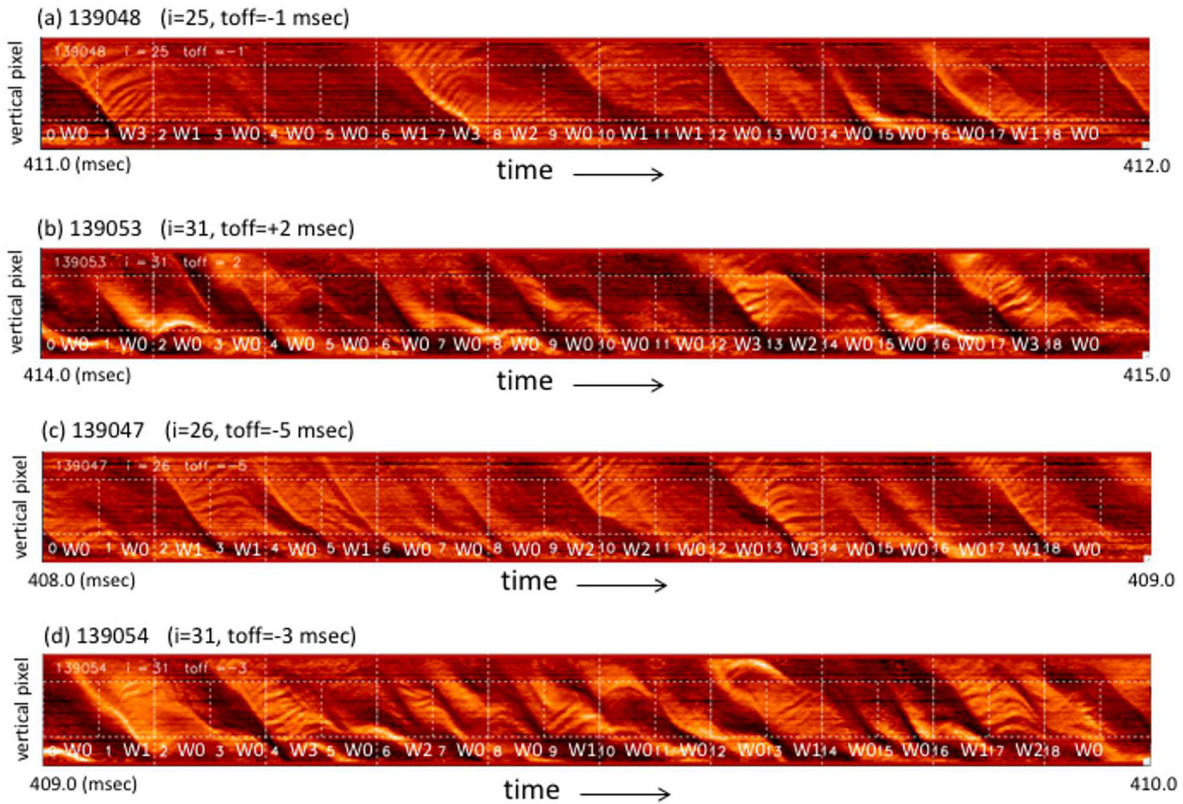 (a) 139048 (i=25, toff=-1 msec)
139048 i = 25 toff =-1
vertical pixel
0 W0 1 W3 2 W1 3 W0 4 W0 5 W0 6 W1 7 W3 8 W2 9 W0 10 W1 11 W1 12 W0 13 W0 14 W0 15 W0 16 W0 17 W1 18 W0
411.0 (msec) time 412.0
(b) 139053 (i=31, toff=+2 msec)
139053 i = 31 toff = 2
vertical pixel
0 W0 1 W0 2 W0 3 W0 4 W0 5 W0 6 W0 7 W0 8 W0 9 W0 10 W0 11 W0 12 W3 13 W2 14 W0 15 W0 16 W0 17 W3 18 W0
414.0 (msec) time 415.0
(c) 139047 (i=26, toff=-5 msec)
139047 i = 26 toff =-5
vertical pixel
0 W0 1 W0 2 W1 3 W1 4 W0 5 W1 6 W0 7 W0 8 W0 9 W2 10 W2 11 W0 12 W0 13 W3 14 W0 15 W0 16 W0 17 W1 18 W0
408.0 (msec) time 409.0
(d) 139054 (i=31, toff=-3 msec)
139054 i = 31 toff =-3
vertical pixel
0 W0 1 W1 2 W0 3 W0 4 W3 5 W0 6 W2 7 W0 8 W0 9 W1 10 W0 11 W0 12 W0 13 W1 14 W0 15 W0 16 W1 17 W2 18 W0
409.0 (msec) time 410.0